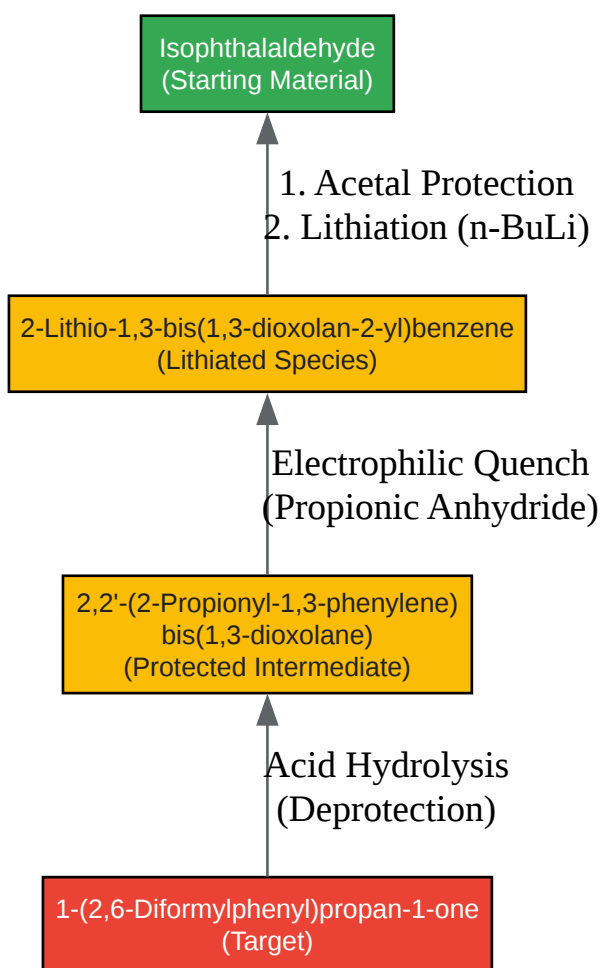 Isophthalaldehyde
(Starting Material)
1. Acetal Protection
2. Lithiation (n-BuLi)
2-Lithio-1,3-bis(1,3-dioxolan-2-yl)benzene
(Lithiated Species)
Electrophilic Quench
(Propionic Anhydride)
2,2'-(2-Propionyl-1,3-phenylene)
bis(1,3-dioxolane)
(Protected Intermediate)
Acid Hydrolysis
(Deprotection)
1-(2,6-Diformylphenyl)propan-1-one
(Target)